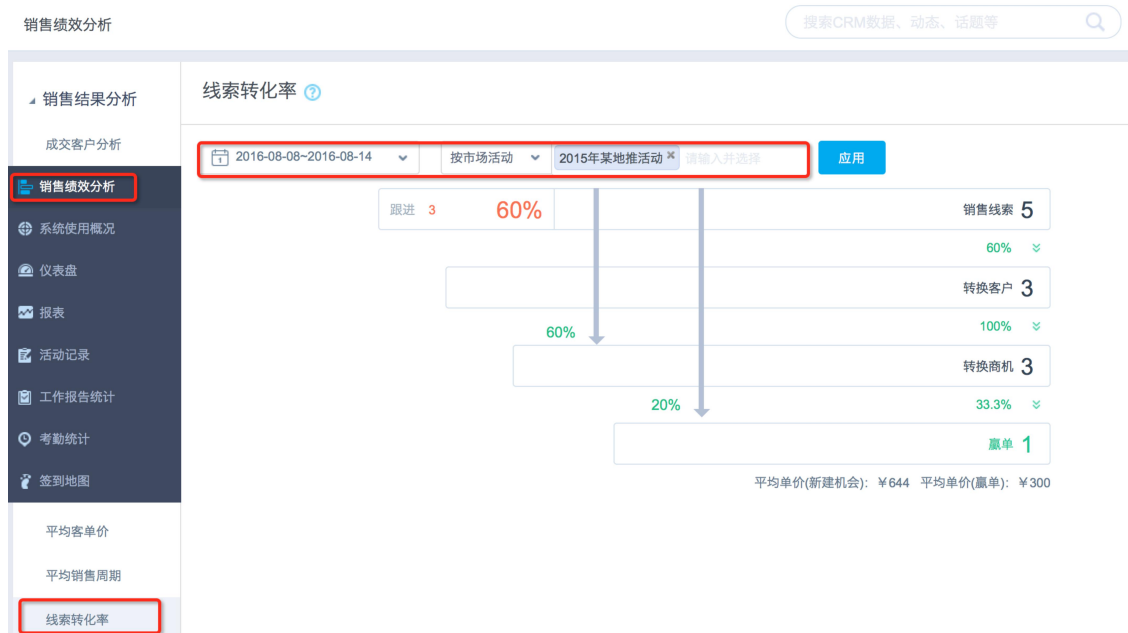 销售绩效分析
搜索CRM数据、动态、话题等
销售结果分析
成交客户分析
销售绩效分析
系统使用概况
仪表盘
报表
活动记录
工作报告统计
考勤统计
签到地图
平均客单价
平均销售周期
线索转化率
线索转化率 ?
2016-08-08~2016-08-14 按市场活动 2015年某地推活动 × 请输入并选择 应用
跟进 3 60% 销售线索 5
60%
转换客户 3
60% 100%
转换商机 3
20% 33.3%
赢单 1
平均单价(新建机会): ¥644 平均单价(赢单): ¥300